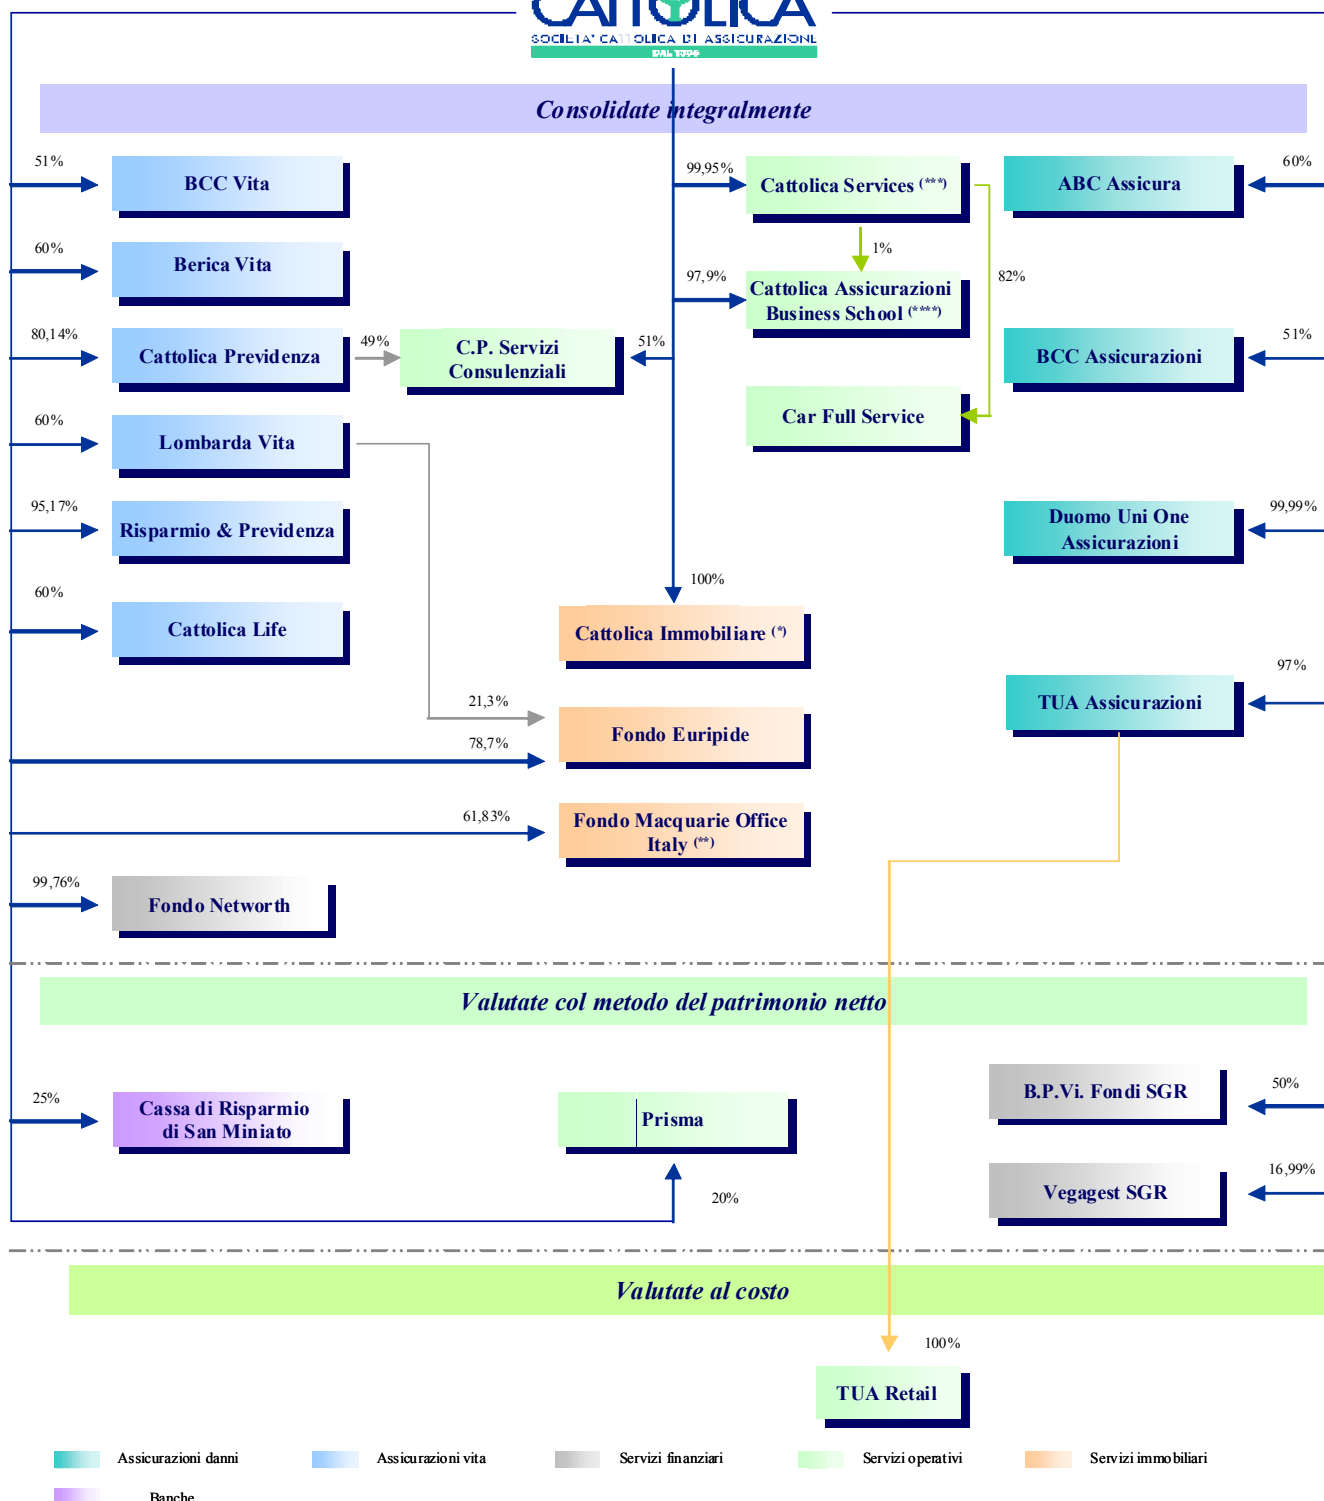 CATTOLICA
SOCIETA' CATTOLICA DI ASSICURAZIONE
DAL 1896
Consolidate integralmente
51%
BCC Vita
99,95%
Cattolica Services (***)
ABC Assicura
60%
60%
Berica Vita
1%
97,9%
Cattolica Assicurazioni
Business School (****)
82%
80,14%
Cattolica Previdenza
49%
C.P. Servizi
Consulenziali
51%
BCC Assicurazioni
51%
60%
Lombarda Vita
Car Full Service
95,17%
Risparmio & Previdenza
Duomo Uni One
Assicurazioni
99,99%
60%
Cattolica Life
100%
Cattolica Immobiliare (*)
97%
TUA Assicurazioni
21,3%
Fondo Euripide
78,7%
61,83%
Fondo Macquarie Office
Italy (**)
99,76%
Fondo Networth
Valutate col metodo del patrimonio netto
25%
Cassa di Risparmio
di San Miniato
Prisma
20%
B.P.Vi. Fondi SGR
50%
Vegagest SGR
16,99%
Valutate al costo
100%
TUA Retail
Assicurazioni danni
Assicurazioni vita
Servizi finanziari
Servizi operativi
Servizi immobiliari
Banche